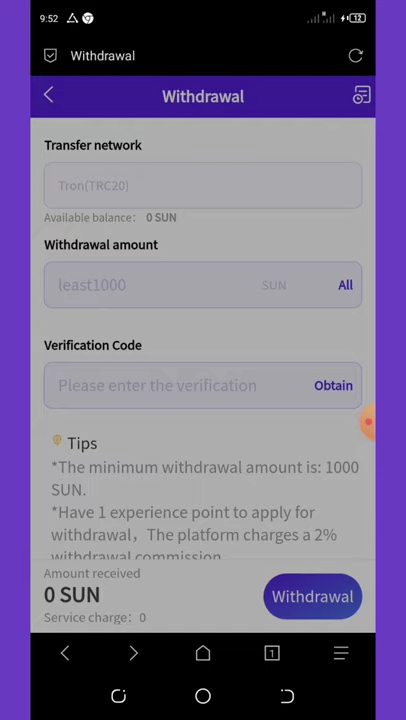 9:52
12
Withdrawal
Withdrawal
Transfer network
Tron(TRC20)
Available balance: 0 SUN
Withdrawal amount
least1000 SUN All
Verification Code
Please enter the verification Obtain
Tips
*The minimum withdrawal amount is: 1000
SUN.
*Have 1 experience point to apply for
withdrawal，The platform charges a 2%
withdrawal commission
Amount received
0 SUN
Service charge: 0
Withdrawal
1